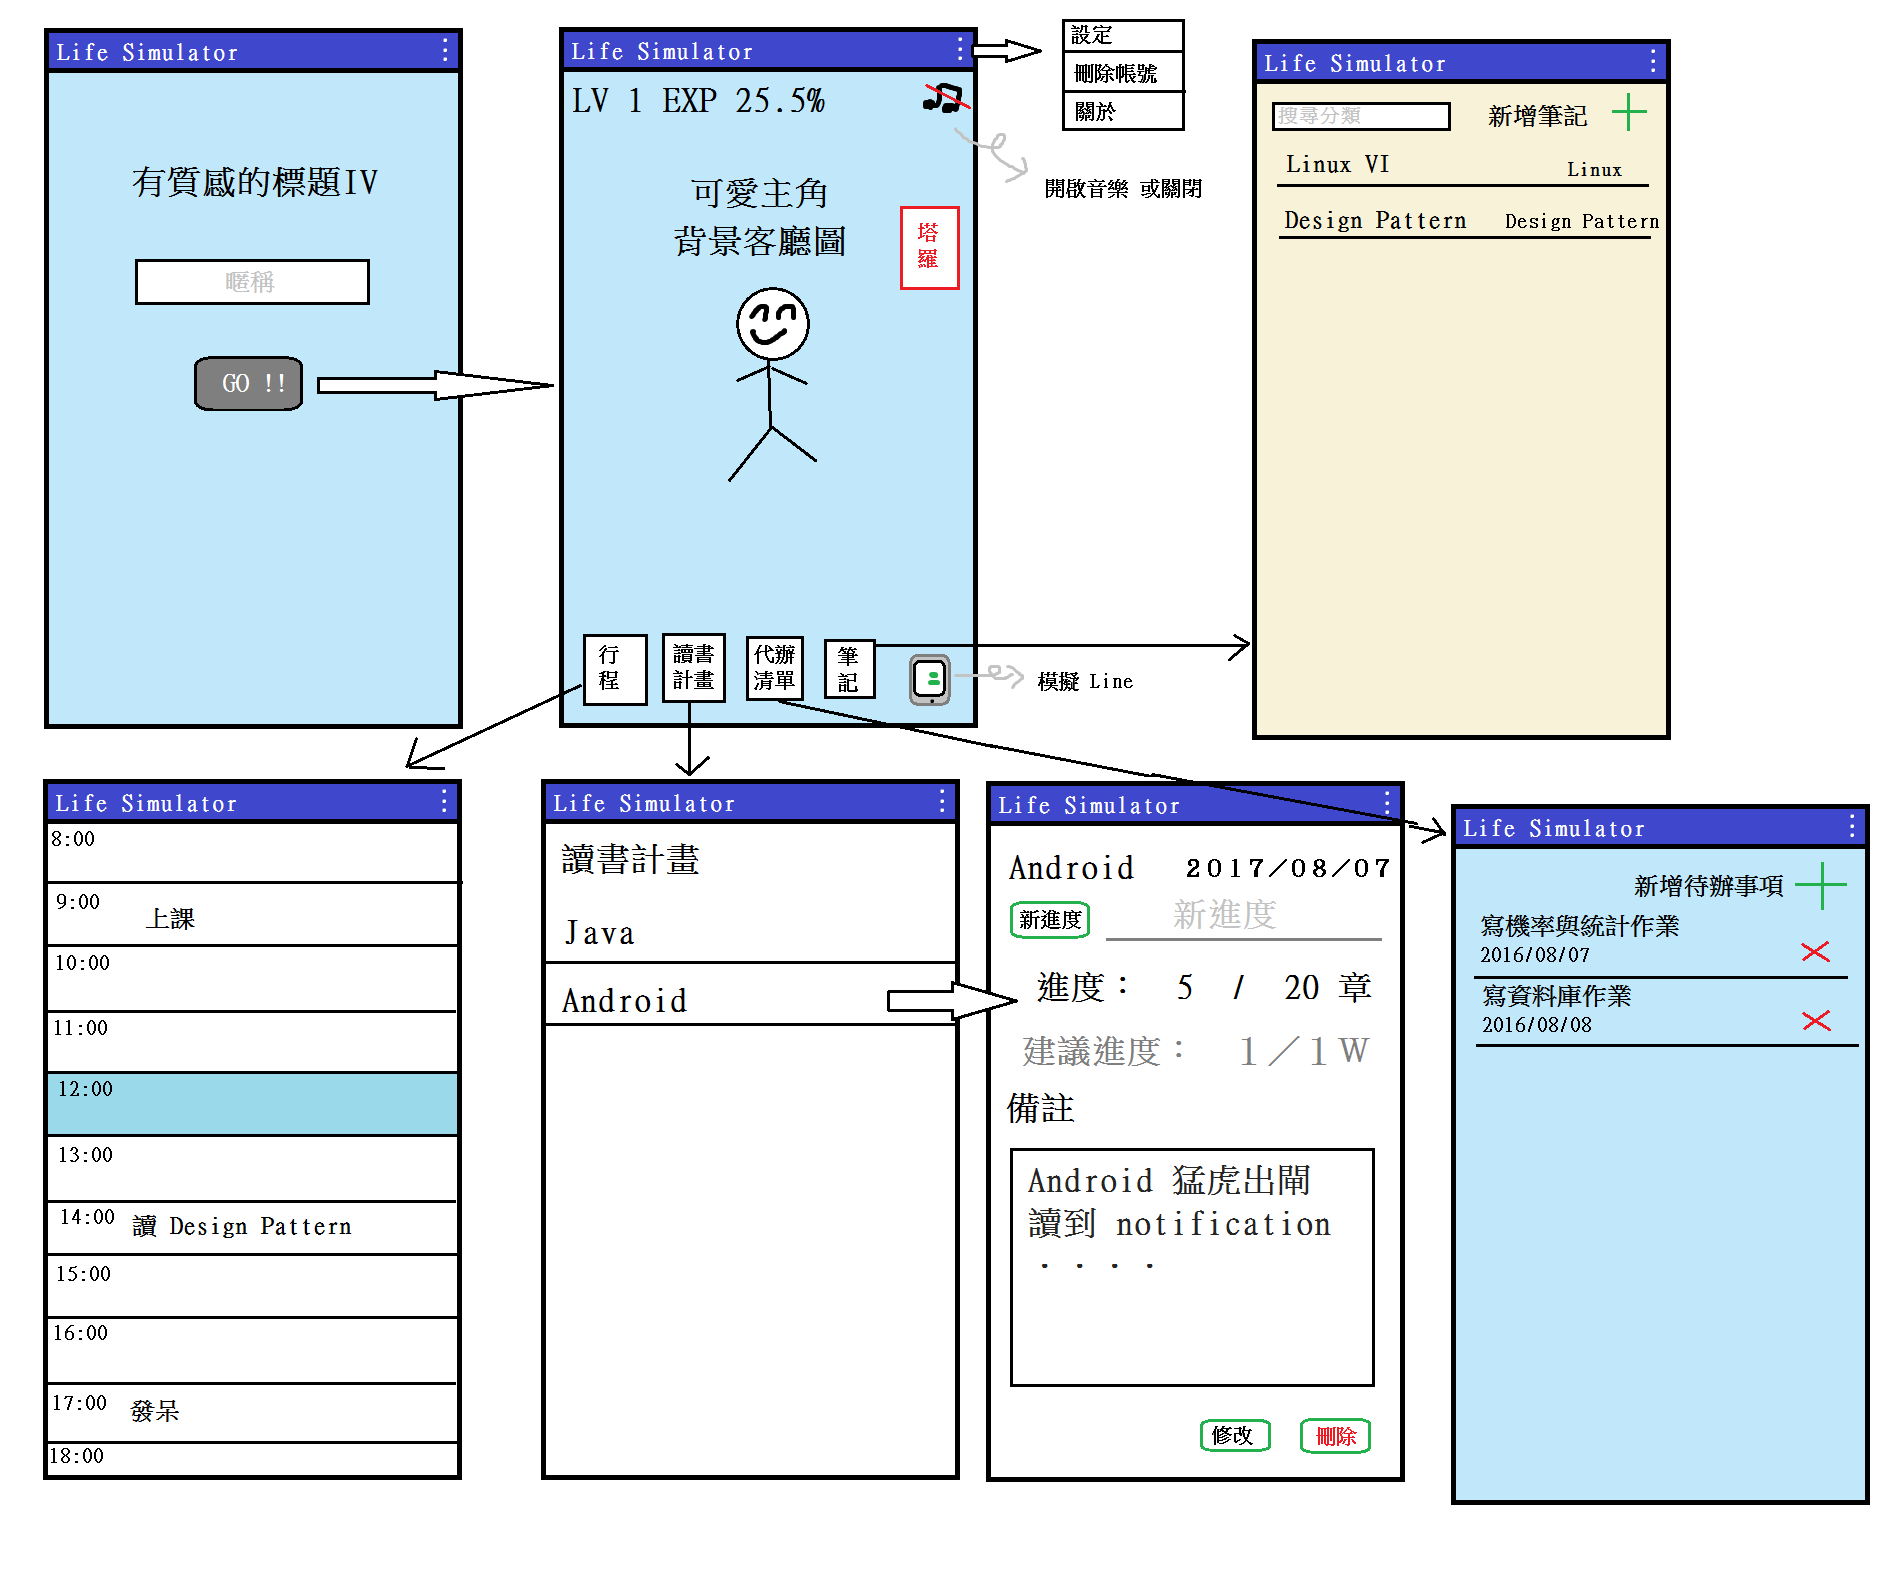 Life Simulator
有質感的標題IV
暱稱
GO !!
Life Simulator
LV 1 EXP 25.5%
可愛主角
背景客廳圖
塔
羅
行
程
讀書
計畫
代辦
清單
筆
記
設定
刪除帳號
關於
開啟音樂 或關閉
模擬 Line
Life Simulator
搜尋分類
新增筆記
Linux VI
Linux
Design Pattern
Design Pattern
Life Simulator
8:00
9:00
上課
10:00
11:00
12:00
13:00
14:00
讀 Design Pattern
15:00
16:00
17:00
發呆
18:00
Life Simulator
讀書計畫
Java
Android
Life Simulator
Android
２０１７／０８／０７
新進度
新進度
進度： 5 / 20 章
建議進度： １／１Ｗ
備註
Android 猛虎出閘
讀到 notification
．．．．
修改
刪除
Life Simulator
新增待辦事項
寫機率與統計作業
2016/08/07
寫資料庫作業
2016/08/08